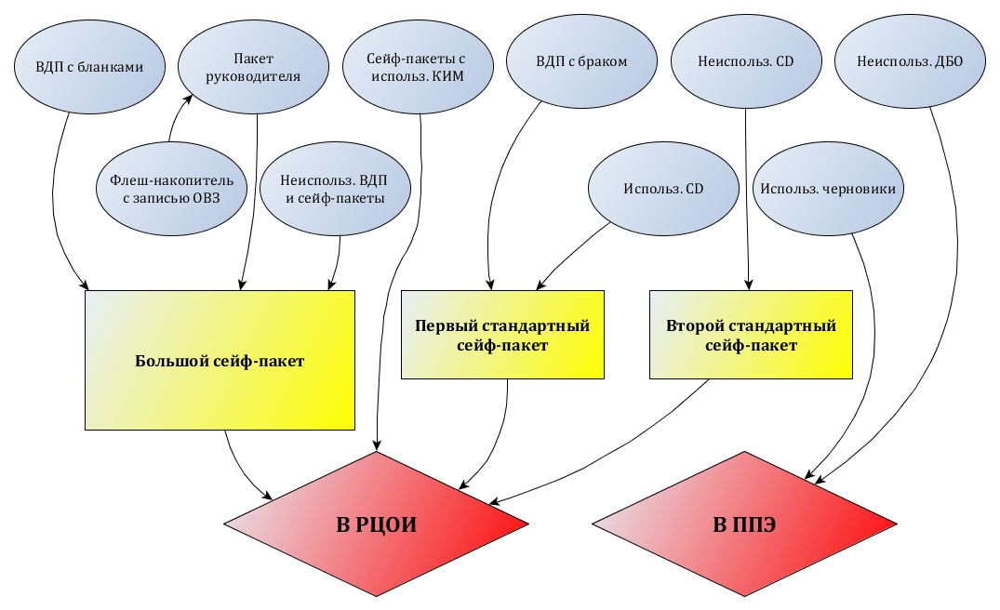 ВДП с бланками
Пакет
руководителя
Сейф-пакеты с
использ. КИМ
ВДП с браком
Неиспольз. CD
Неиспольз. ДБО
Флеш-накопитель
с записью ОВЗ
Неиспольз. ВДП
и сейф-пакеты
Использ. CD
Использ. черновики
Большой сейф-пакет
Первый стандартный
сейф-пакет
Второй стандартный
сейф-пакет
В РЦОИ
В ППЭ